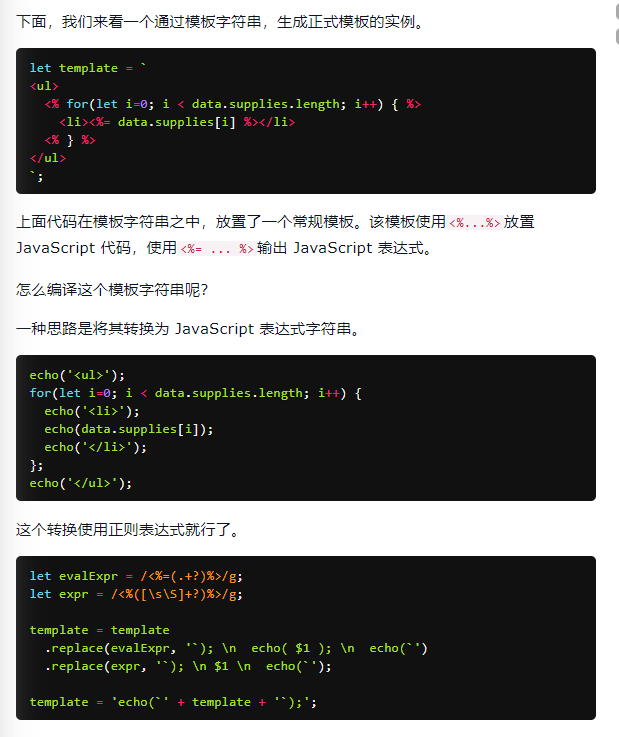 下面，我们来看一个通过模板字符串，生成正式模板的实例。
let template = `
<ul>
  <% for(let i=0; i < data.supplies.length; i++) { %>
    <li><%= data.supplies[i] %></li>
  <% } %>
</ul>
`;
上面代码在模板字符串之中，放置了一个常规模板。该模板使用<%...%>放置
JavaScript 代码，使用<%= ... %>输出 JavaScript 表达式。
怎么编译这个模板字符串呢？
一种思路是将其转换为 JavaScript 表达式字符串。
echo('<ul>');
for(let i=0; i < data.supplies.length; i++) {
  echo('<li>');
  echo(data.supplies[i]);
  echo('</li>');
};
echo('</ul>');
这个转换使用正则表达式就行了。
let evalExpr = /<%=(.+?)%>/g;
let expr = /<%([\s\S]+?)%>/g;
template = template
  .replace(evalExpr, '`); \n  echo( $1 ); \n  echo(`')
  .replace(expr, '`); \n $1 \n  echo(`');
template = 'echo(`' + template + '`);';